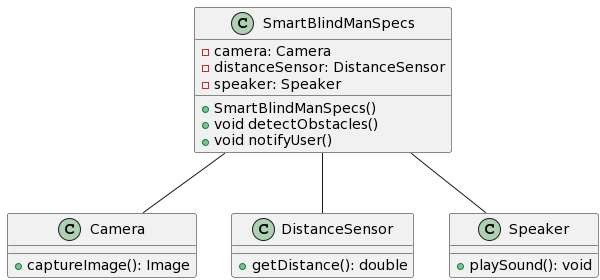 C SmartBlindManSpecs
camera: Camera
distanceSensor: DistanceSensor
speaker: Speaker
SmartBlindManSpecs()
void detectObstacles()
void notifyUser()
C Camera
captureImage(): Image
C DistanceSensor
getDistance(): double
C Speaker
playSound(): void